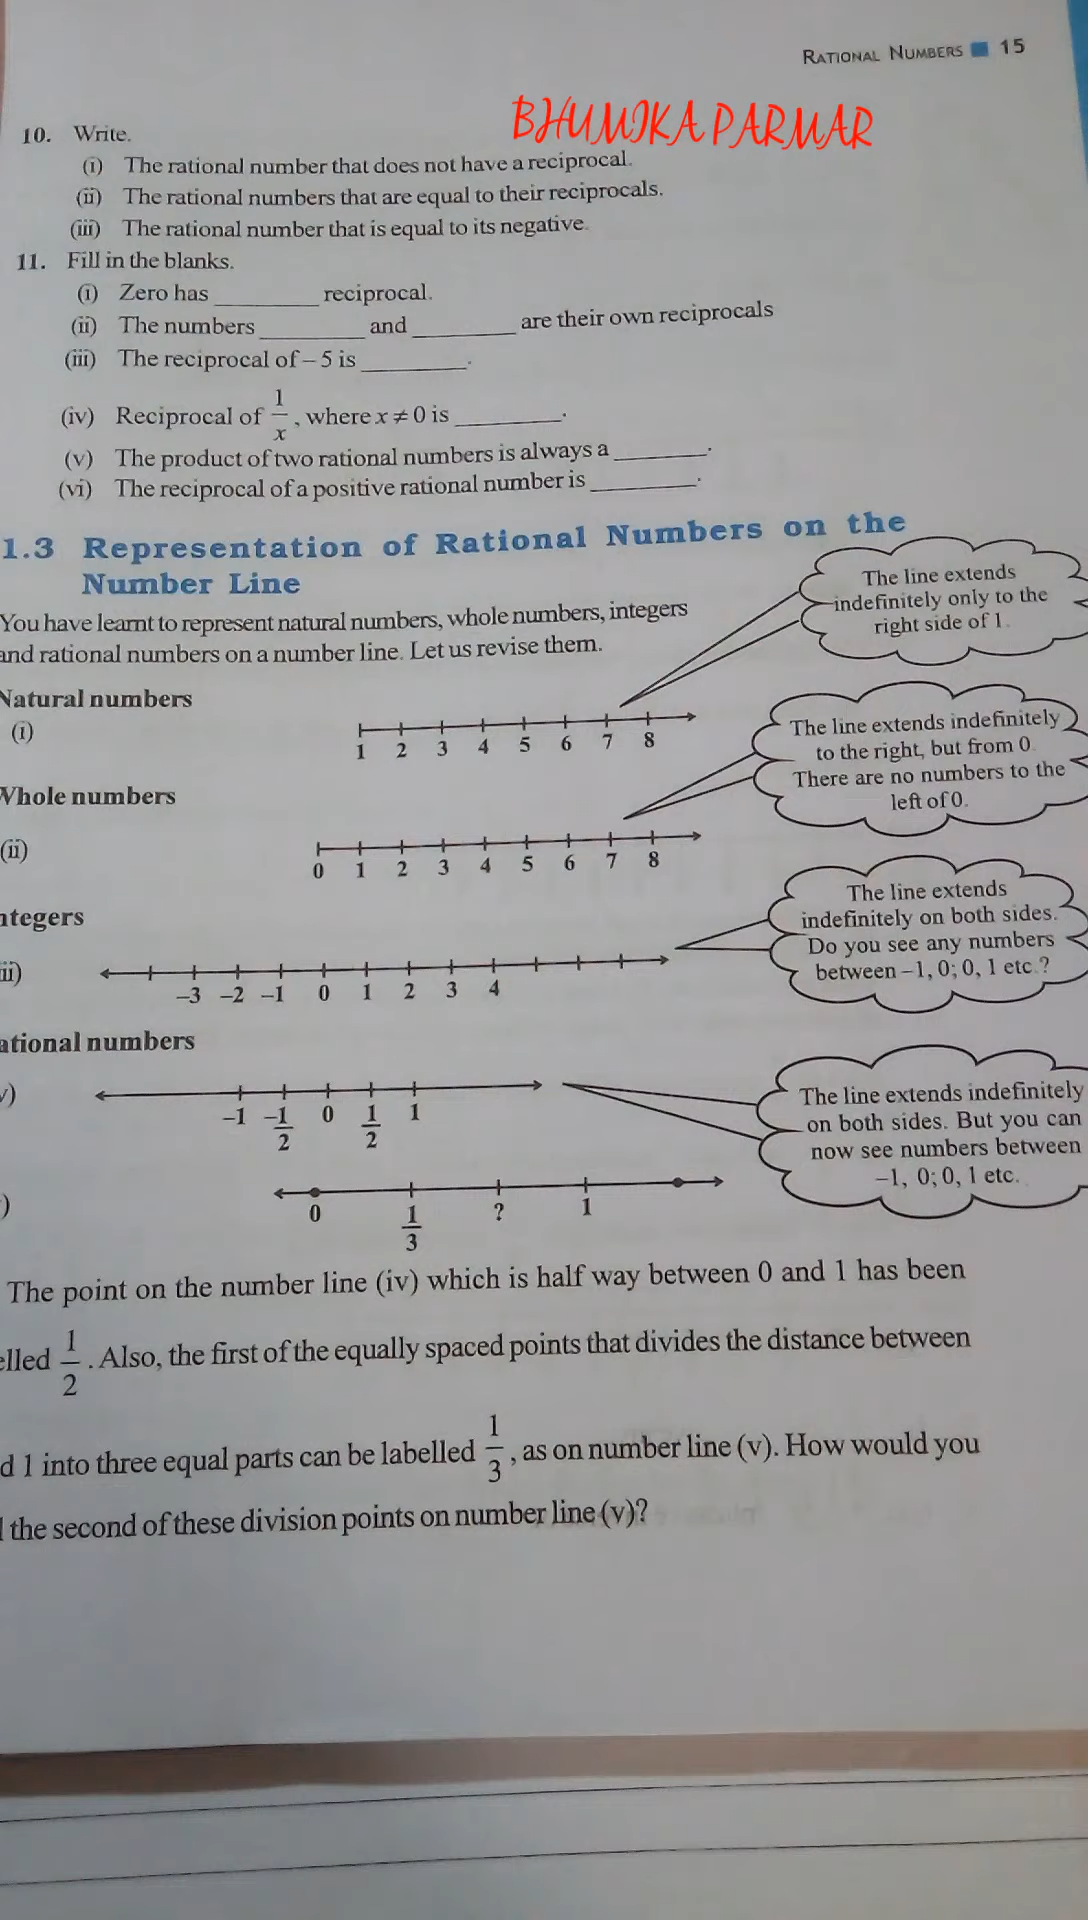 RATIONAL NUMBERS 15
BHUMIKA PARMAR
10. Write.
(i) The rational number that does not have a reciprocal.
(ii) The rational numbers that are equal to their reciprocals.
(iii) The rational number that is equal to its negative.
11. Fill in the blanks.
(i) Zero has ________ reciprocal.
(ii) The numbers ________ and ________ are their own reciprocals
(iii) The reciprocal of – 5 is ________.
(iv) Reciprocal of 1/x, where x ≠ 0 is ________.
(v) The product of two rational numbers is always a _______.
(vi) The reciprocal of a positive rational number is ________.
1.3 Representation of Rational Numbers on the
Number Line
You have learnt to represent natural numbers, whole numbers, integers
and rational numbers on a number line. Let us revise them.
The line extends
indefinitely only to the
right side of 1.
Natural numbers
(i)
1 2 3 4 5 6 7 8
The line extends indefinitely
to the right, but from 0.
There are no numbers to the
left of 0.
Whole numbers
(ii)
0 1 2 3 4 5 6 7 8
The line extends
indefinitely on both sides.
Do you see any numbers
between –1, 0; 0, 1 etc.?
ntegers
ii)
–3 –2 –1 0 1 2 3 4
ational numbers
v)
–1 –1/2 0 1/2 1
The line extends indefinitely
on both sides. But you can
now see numbers between
–1, 0; 0, 1 etc.
)
0 1/3 ? 1
The point on the number line (iv) which is half way between 0 and 1 has been
elled 1/2. Also, the first of the equally spaced points that divides the distance between
d 1 into three equal parts can be labelled 1/3, as on number line (v). How would you
l the second of these division points on number line (v)?